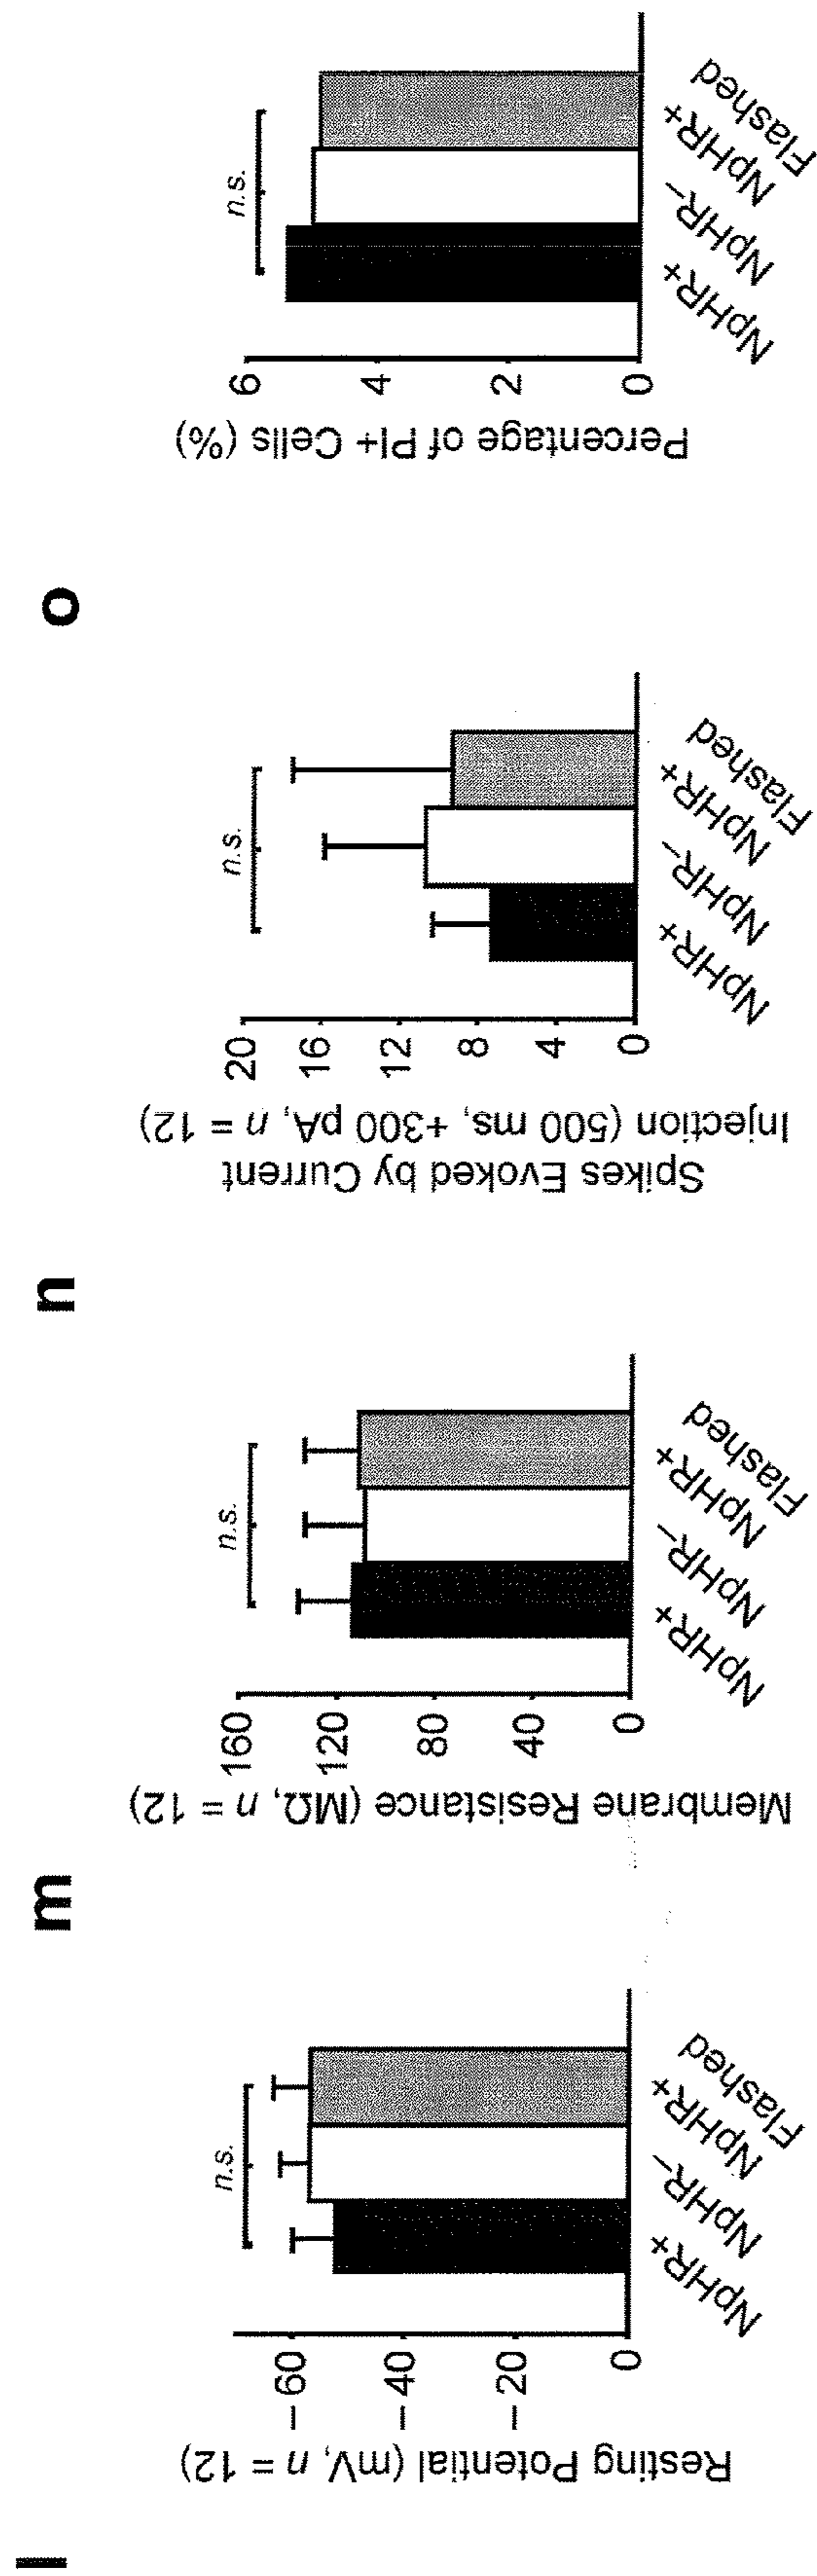 l
Resting Potential (mV, n = 12)
– 60
– 40
– 20
0
n.s.
NpHR+
NpHR–
NpHR+
Flashed
m
Membrane Resistance (MΩ, n = 12)
160
120
80
40
0
n.s.
NpHR+
NpHR–
NpHR+
Flashed
n
Spikes Evoked by Current
Injection (500 ms, +300 pA, n = 12)
20
16
12
8
4
0
n.s.
NpHR+
NpHR–
NpHR+
Flashed
o
Percentage of PI+ Cells (%)
6
4
2
0
n.s.
NpHR+
NpHR–
NpHR+
Flashed